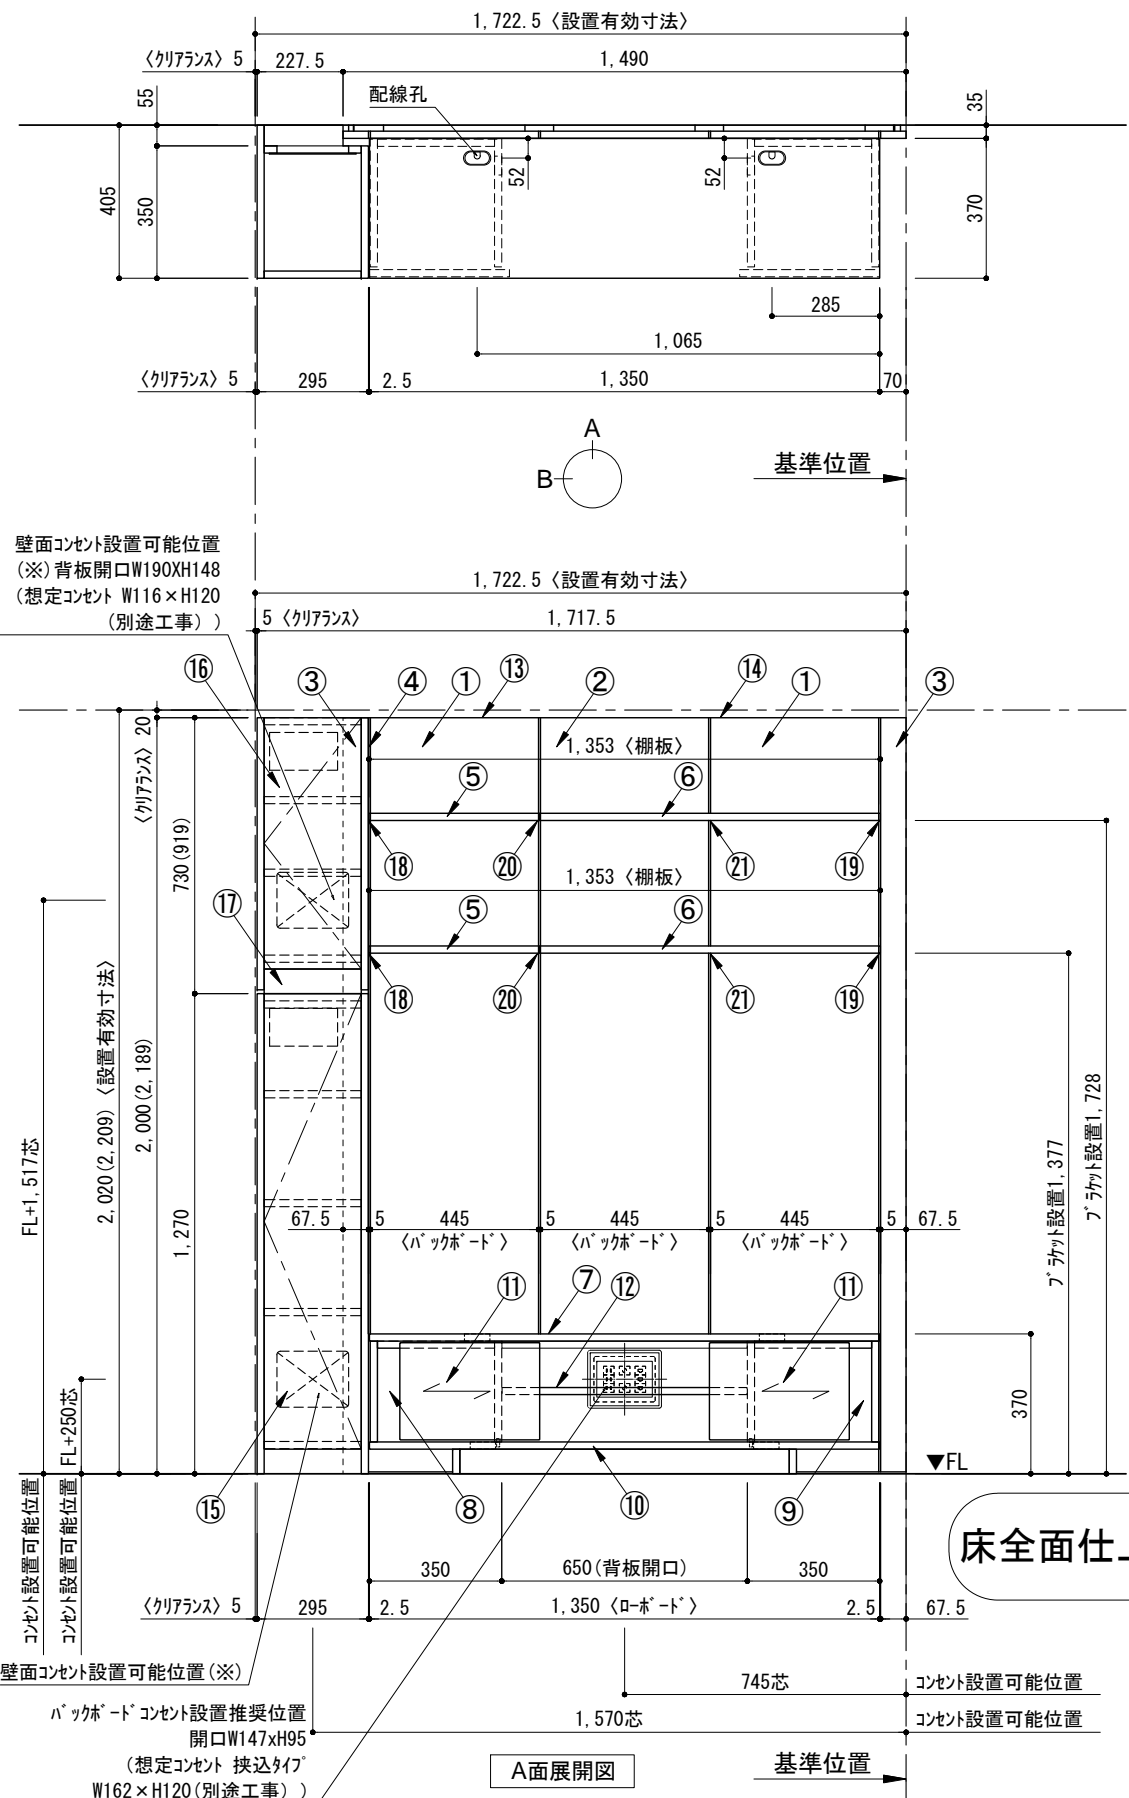 1,722.5〈設置有効寸法〉
〈クリアランス〉5 227.5 1,490
配線孔
55
35
405
350
52
52
370
285
1,065
〈クリアランス〉5 295 2.5 1,350 70
A
B
基準位置
壁面コンセント設置可能位置
(※)背板開口W190XH148
(想定コンセント W116×H120
(別途工事) )
1,722.5〈設置有効寸法〉
5〈クリアランス〉 1,717.5
⑯ ③ ④ ① ⑬ ② ⑭ ① ③
〈クリアランス〉20
1,353〈棚板〉
⑤ ⑥
730(919)
⑱ ⑳ ㉑ ⑲
1,353〈棚板〉
⑰
⑤ ⑥
⑱ ⑳ ㉑ ⑲
FL+1,517芯
2,020(2,209)〈設置有効寸法〉
2,000(2,189)
1,270
ブラケット設置1,377
ブラケット設置1,728
67.5 5 445 5 445 5 445 5 67.5
〈バックボード〉 〈バックボード〉 〈バックボード〉
⑪ ⑦ ⑫ ⑪
370
FL+250芯
▼FL
コンセント設置可能位置
コンセント設置可能位置
⑮ ⑧ ⑩ ⑨
床全面仕上
350 650(背板開口) 350
〈クリアランス〉5 295 2.5 1,350〈ローボード〉 2.5 67.5
壁面コンセント設置可能位置(※)
745芯 コンセント設置可能位置
バックボードコンセント設置推奨位置
開口W147xH95
(想定コンセント 挟込タイプ
W162×H120(別途工事) )
1,570芯 コンセント設置可能位置
A面展開図
基準位置